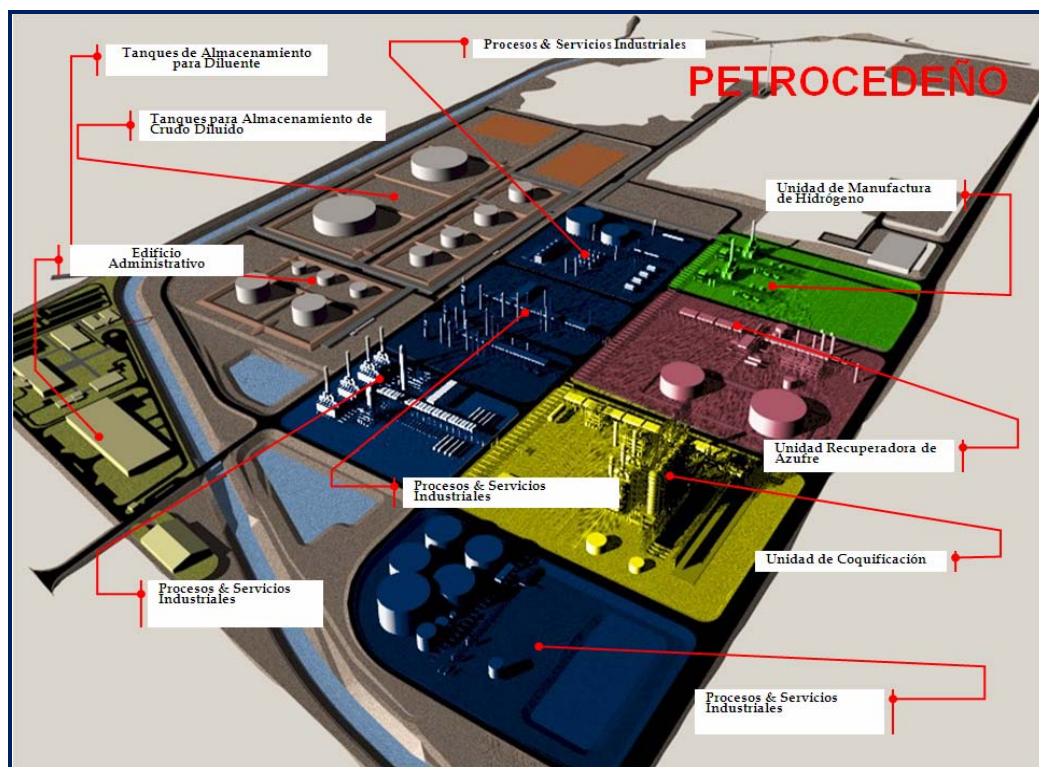 Tanques de Almacenamiento
para Diluente
Procesos & Servicios Industriales
PETROCEDEÑO
Tanques para Almacenamiento de
Crudo Diluido
Unidad de Manufactura
de Hidrógeno
Edificio
Administrativo
Unidad Recuperadora de
Azufre
Procesos & Servicios
Industriales
Unidad de Coquificación
Procesos & Servicios
Industriales
Procesos & Servicios
Industriales